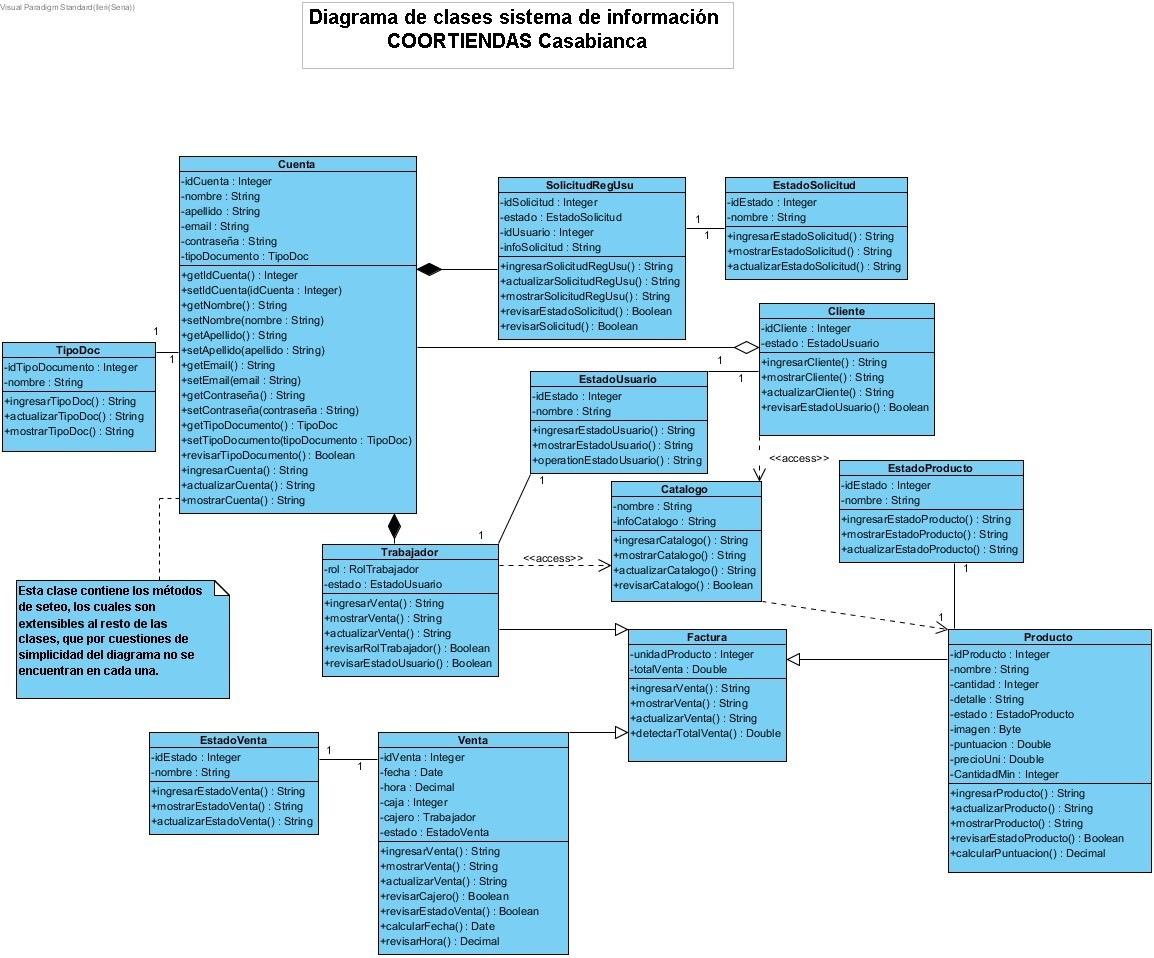 Visual Paradigm Standard(lleri(Sena))
Diagrama de clases sistema de información
COORTIENDAS Casabianca
Cuenta
-idCuenta : Integer
-nombre : String
-apellido : String
-email : String
-contraseña : String
-tipoDocumento : TipoDoc
+getIdCuenta() : Integer
+setIdCuenta(idCuenta : Integer)
+getNombre() : String
+setNombre(nombre : String)
+getApellido() : String
+setApellido(apellido : String)
+getEmail() : String
+setEmail(email : String)
+getContraseña() : String
+setContraseña(contraseña : String)
+getTipoDocumento() : TipoDoc
+setTipoDocumento(tipoDocumento : TipoDoc)
+revisarTipoDocumento() : Boolean
+ingresarCuenta() : String
+actualizarCuenta() : String
+mostrarCuenta() : String
SolicitudRegUsu
-idSolicitud : Integer
-estado : EstadoSolicitud
-idUsuario : Integer
-infoSolicitud : String
+ingresarSolicitudRegUsu() : String
+actualizarSolicitudRegUsu() : String
+mostrarSolicitudRegUsu() : String
+revisarEstadoSolicitud() : Boolean
+revisarSolicitud() : Boolean
1
1
EstadoSolicitud
-idEstado : Integer
-nombre : String
+ingresarEstadoSolicitud() : String
+mostrarEstadoSolicitud() : String
+actualizarEstadoSolicitud() : String
Cliente
-idCliente : Integer
-estado : EstadoUsuario
+ingresarCliente() : String
+mostrarCliente() : String
+actualizarCliente() : String
+revisarEstadoUsuario() : Boolean
1
1
TipoDoc
-idTipoDocumento : Integer
-nombre : String
+ingresarTipoDoc() : String
+actualizarTipoDoc() : String
+mostrarTipoDoc() : String
1
1
EstadoUsuario
-idEstado : Integer
-nombre : String
+ingresarEstadoUsuario() : String
+mostrarEstadoUsuario() : String
+operationEstadoUsuario() : String
1
1
<<access>>
EstadoProducto
-idEstado : Integer
-nombre : String
+ingresarEstadoProducto() : String
+mostrarEstadoProducto() : String
+actualizarEstadoProducto() : String
1
1
Catalogo
-nombre : String
-infoCatalogo : String
+ingresarCatalogo() : String
+mostrarCatalogo() : String
+actualizarCatalogo() : String
+revisarCatalogo() : Boolean
<<access>>
Trabajador
-rol : RolTrabajador
-estado : EstadoUsuario
+ingresarVenta() : String
+mostrarVenta() : String
+actualizarVenta() : String
+revisarRolTrabajador() : Boolean
+revisarEstadoUsuario() : Boolean
Esta clase contiene los métodos
de seteo, los cuales son
extensibles al resto de las
clases, que por cuestiones de
simplicidad del diagrama no se
encuentran en cada una.
Factura
-unidadProducto : Integer
-totalVenta : Double
+ingresarVenta() : String
+mostrarVenta() : String
+actualizarVenta() : String
+detectarTotalVenta() : Double
Producto
-idProducto : Integer
-nombre : String
-cantidad : Integer
-detalle : String
-estado : EstadoProducto
-imagen : Byte
-puntuacion : Double
-precioUni : Double
-CantidadMin : Integer
+ingresarProducto() : String
+actualizarProducto() : String
+mostrarProducto() : String
+revisarEstadoProducto() : Boolean
+calcularPuntuacion() : Decimal
EstadoVenta
-idEstado : Integer
-nombre : String
+ingresarEstadoVenta() : String
+mostrarEstadoVenta() : String
+actualizarEstadoVenta() : String
1
1
Venta
-idVenta : Integer
-fecha : Date
-hora : Decimal
-caja : Integer
-cajero : Trabajador
-estado : EstadoVenta
+ingresarVenta() : String
+mostrarVenta() : String
+actualizarVenta() : String
+revisarCajero() : Boolean
+revisarEstadoVenta() : Boolean
+calcularFecha() : Date
+revisarHora() : Decimal